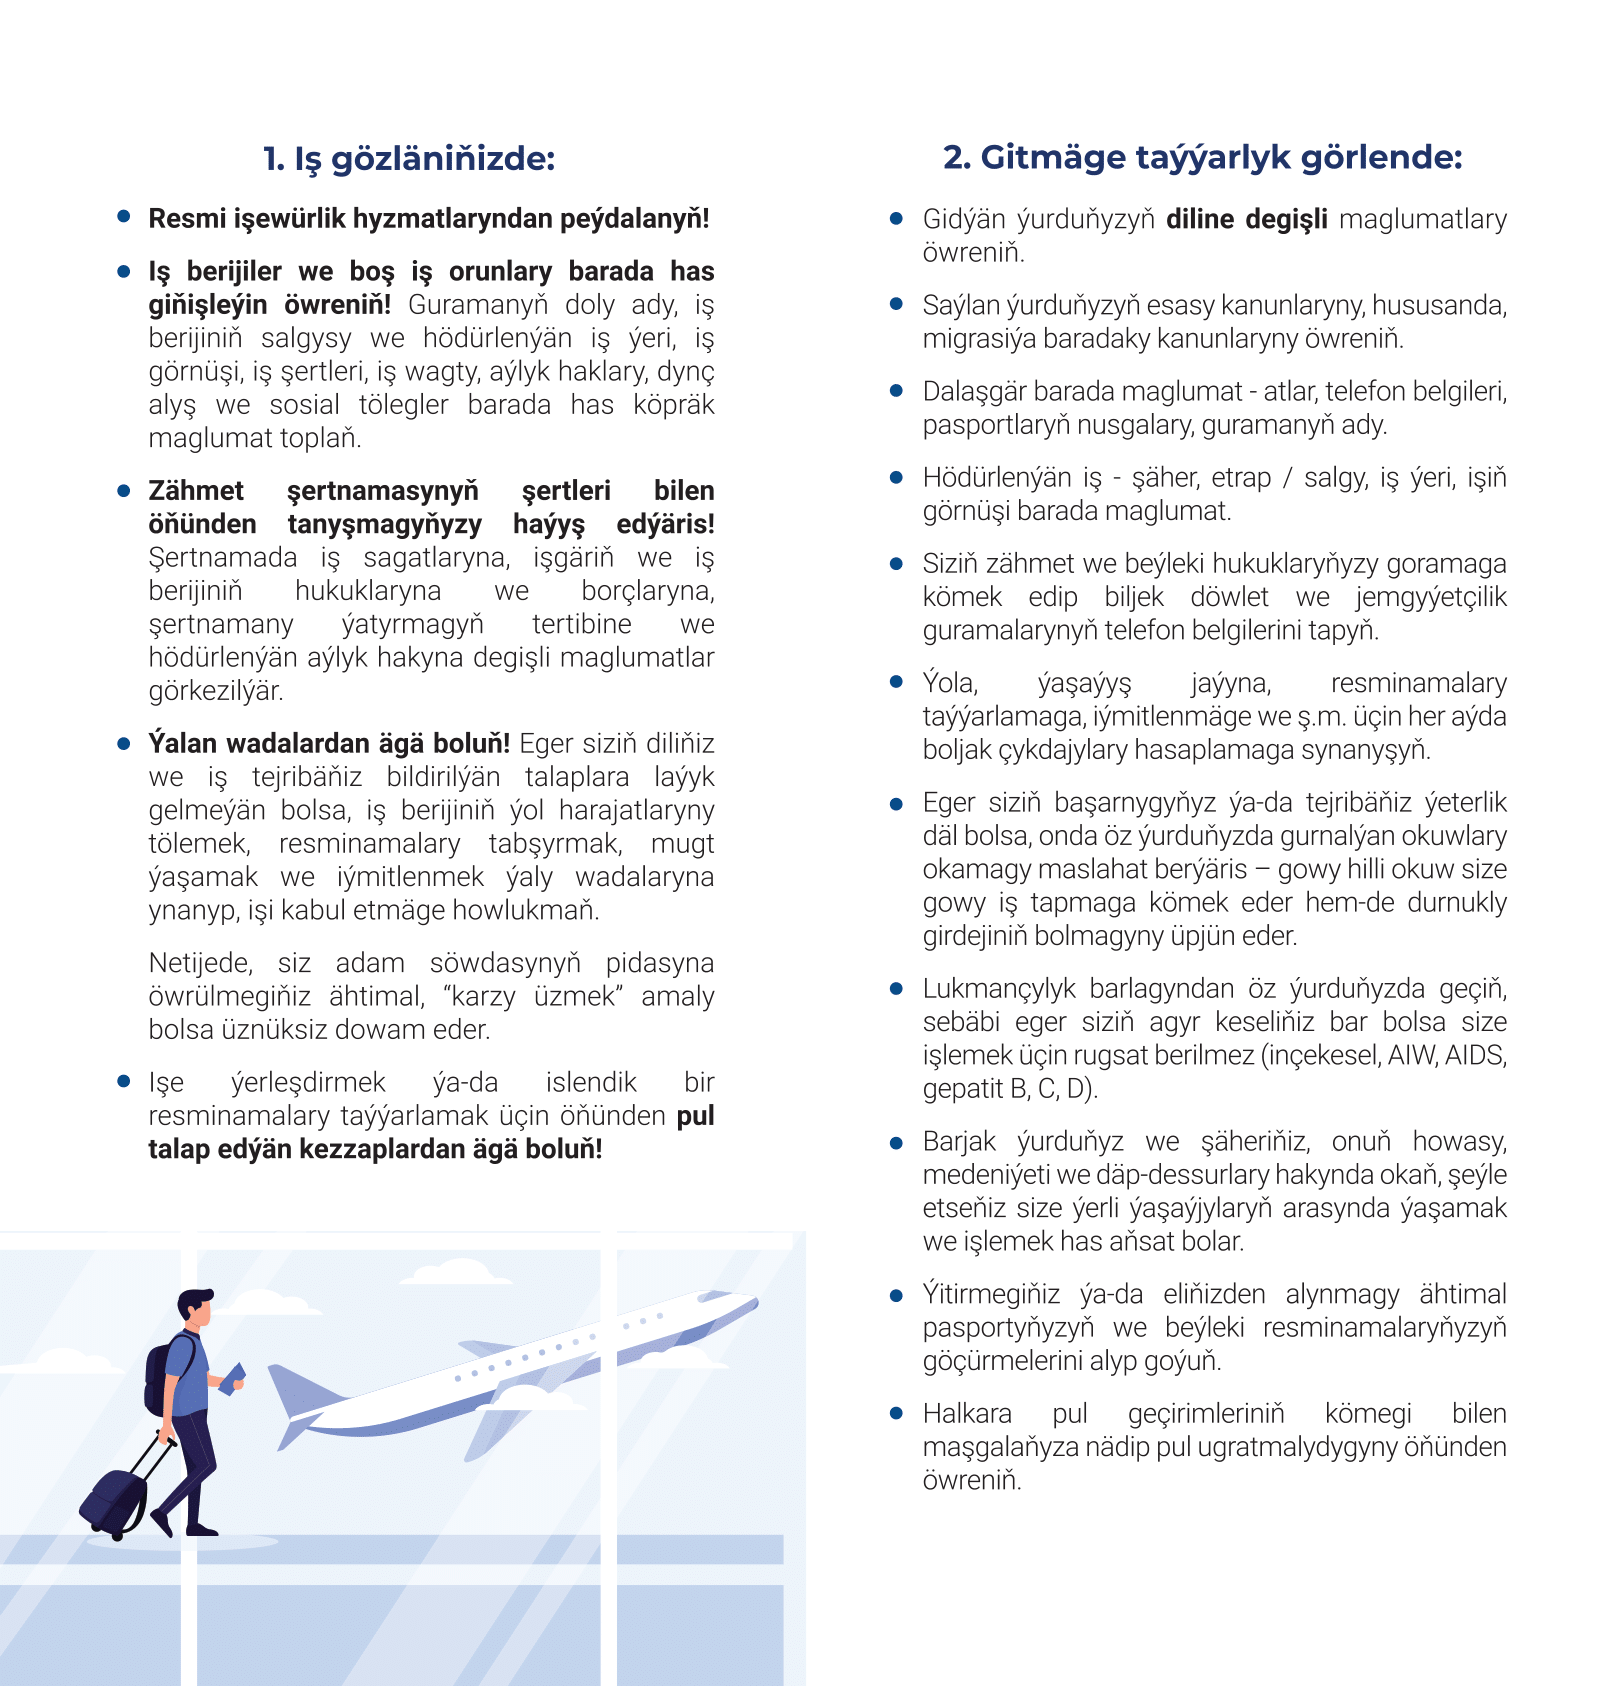 1. Iş gözläniňizde:
Resmi işewürlik hyzmatlaryndan peýdalanyň!
Iş berijiler we boş iş orunlary barada has
giňişleýin öwreniň! Guramanyň doly ady, iş
berijiniň salgysy we hödürlenýän iş ýeri, iş
görnüşi, iş şertleri, iş wagty, aýlyk haklary, dynç
alyş we sosial tölegler barada has köpräk
maglumat toplaň.
Zähmet şertnamasynyň şertleri bilen
öňünden tanyşmagyňyzy haýyş edýäris!
Şertnamada iş sagatlaryna, işgäriň we iş
berijiniň hukuklaryna we borçlaryna,
şertnamany ýatyrmagyň tertibine we
hödürlenýän aýlyk hakyna degişli maglumatlar
görkezilýär.
Ýalan wadalardan ägä boluň! Eger siziň diliňiz
we iş tejribäňiz bildirilýän talaplara laýyk
gelmeýän bolsa, iş berijiniň ýol harajatlaryny
tölemek, resminamalary tabşyrmak, mugt
ýaşamak we iýmitlenmek ýaly wadalaryna
ynanyp, işi kabul etmäge howlukmaň.
Netijede, siz adam söwdasynyň pidasyna
öwrülmegiňiz ähtimal, “karzy üzmek” amaly
bolsa üznüksiz dowam eder.
Işe ýerleşdirmek ýa-da islendik bir
resminamalary taýýarlamak üçin öňünden pul
talap edýän kezzaplardan ägä boluň!
2. Gitmäge taýýarlyk görlende:
Gidýän ýurduňyzyň diline degişli maglumatlary
öwreniň.
Saýlan ýurduňyzyň esasy kanunlaryny, hususanda,
migrasiýa baradaky kanunlaryny öwreniň.
Dalaşgär barada maglumat - atlar, telefon belgileri,
pasportlaryň nusgalary, guramanyň ady.
Hödürlenýän iş - şäher, etrap / salgy, iş ýeri, işiň
görnüşi barada maglumat.
Siziň zähmet we beýleki hukuklaryňyzy goramaga
kömek edip biljek döwlet we jemgyýetçilik
guramalarynyň telefon belgilerini tapyň.
Ýola, ýaşaýyş jaýyna, resminamalary
taýýarlamaga, iýmitlenmäge we ş.m. üçin her aýda
boljak çykdajylary hasaplamaga synanyşyň.
Eger siziň başarnygyňyz ýa-da tejribäňiz ýeterlik
däl bolsa, onda öz ýurduňyzda gurnalýan okuwlary
okamagy maslahat berýäris – gowy hilli okuw size
gowy iş tapmaga kömek eder hem-de durnukly
girdejiniň bolmagyny üpjün eder.
Lukmançylyk barlagyndan öz ýurduňyzda geçiň,
sebäbi eger siziň agyr keseliňiz bar bolsa size
işlemek üçin rugsat berilmez (inçekesel, AIW, AIDS,
gepatit B, C, D).
Barjak ýurduňyz we şäheriňiz, onuň howasy,
medeniýeti we däp-dessurlary hakynda okaň, şeýle
etseňiz size ýerli ýaşaýjylaryň arasynda ýaşamak
we işlemek has aňsat bolar.
Ýitirmegiňiz ýa-da eliňizden alynmagy ähtimal
pasportyňyzyň we beýleki resminamalaryňyzyň
göçürmelerini alyp goýuň.
Halkara pul geçirimleriniň kömegi bilen
maşgalaňyza nädip pul ugratmalydygyny öňünden
öwreniň.